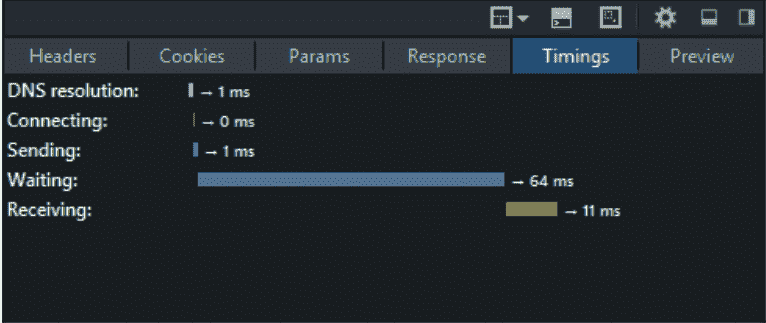 Headers Cookies Params Response Timings Preview
DNS resolution: → 1 ms
Connecting: → 0 ms
Sending: → 1 ms
Waiting: → 64 ms
Receiving: → 11 ms